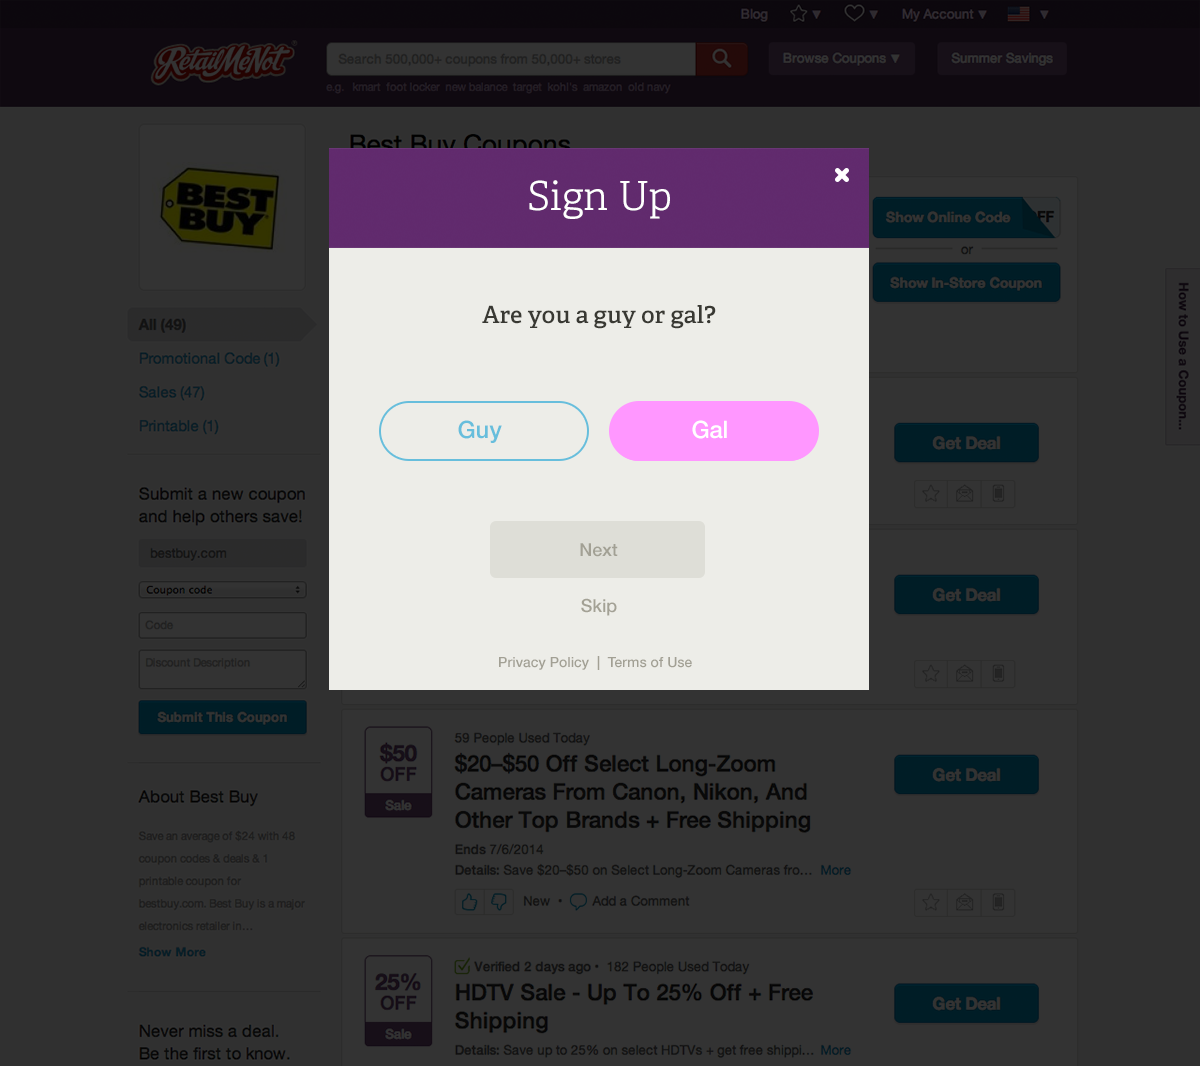 Blog
My Account
RetailMeNot
Search 500,000+ coupons from 50,000+ stores
Browse Coupons
Summer Savings
e.g. kmart foot locker new balance target kohl's amazon old navy
BEST
BUY
Best Buy Coupons
Sign Up
Are you a guy or gal?
Guy
Gal
Next
Skip
Privacy Policy | Terms of Use
Show Online Code
FF
or
Show In-Store Coupon
How to Use a Coupon...
All (49)
Promotional Code (1)
Sales (47)
Printable (1)
Get Deal
Submit a new coupon
and help others save!
bestbuy.com
Coupon code
Code
Discount Description
Submit This Coupon
Get Deal
$50
OFF
Sale
59 People Used Today
$20–$50 Off Select Long-Zoom
Cameras From Canon, Nikon, And
Other Top Brands + Free Shipping
Ends 7/6/2014
Details: Save $20–$50 on Select Long-Zoom Cameras fro... More
New • Add a Comment
Get Deal
About Best Buy
Save an average of $24 with 48
coupon codes & deals & 1
printable coupon for
bestbuy.com. Best Buy is a major
electronics retailer in...
Show More
25%
OFF
Sale
Verified 2 days ago • 182 People Used Today
HDTV Sale - Up To 25% Off + Free
Shipping
Details: Save up to 25% on select HDTVs + get free shippi... More
Get Deal
Never miss a deal.
Be the first to know.